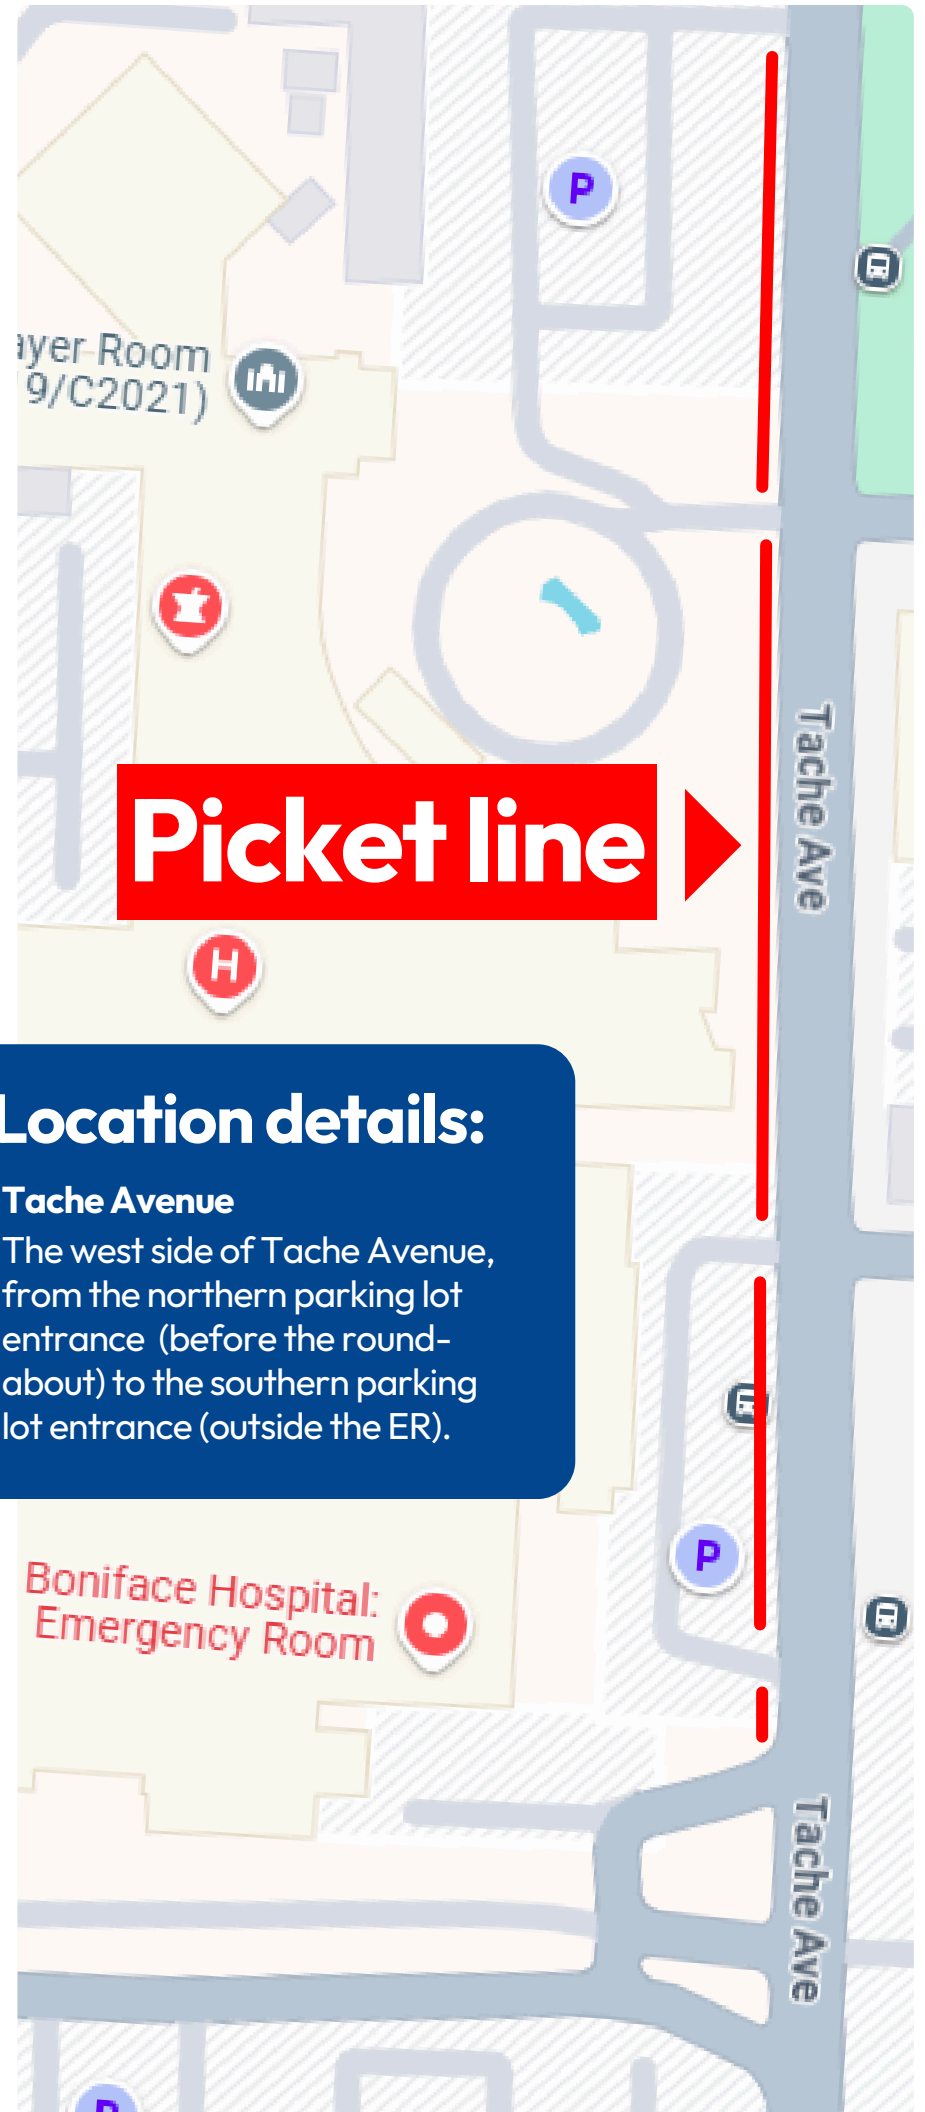 P
ayer Room
9/C2021)
Tache Ave
Picket line
H
Location details:
Tache Avenue
The west side of Tache Avenue,
from the northern parking lot
entrance  (before the round-
about) to the southern parking
lot entrance (outside the ER).
P
Boniface Hospital:
Emergency Room
Tache Ave
P